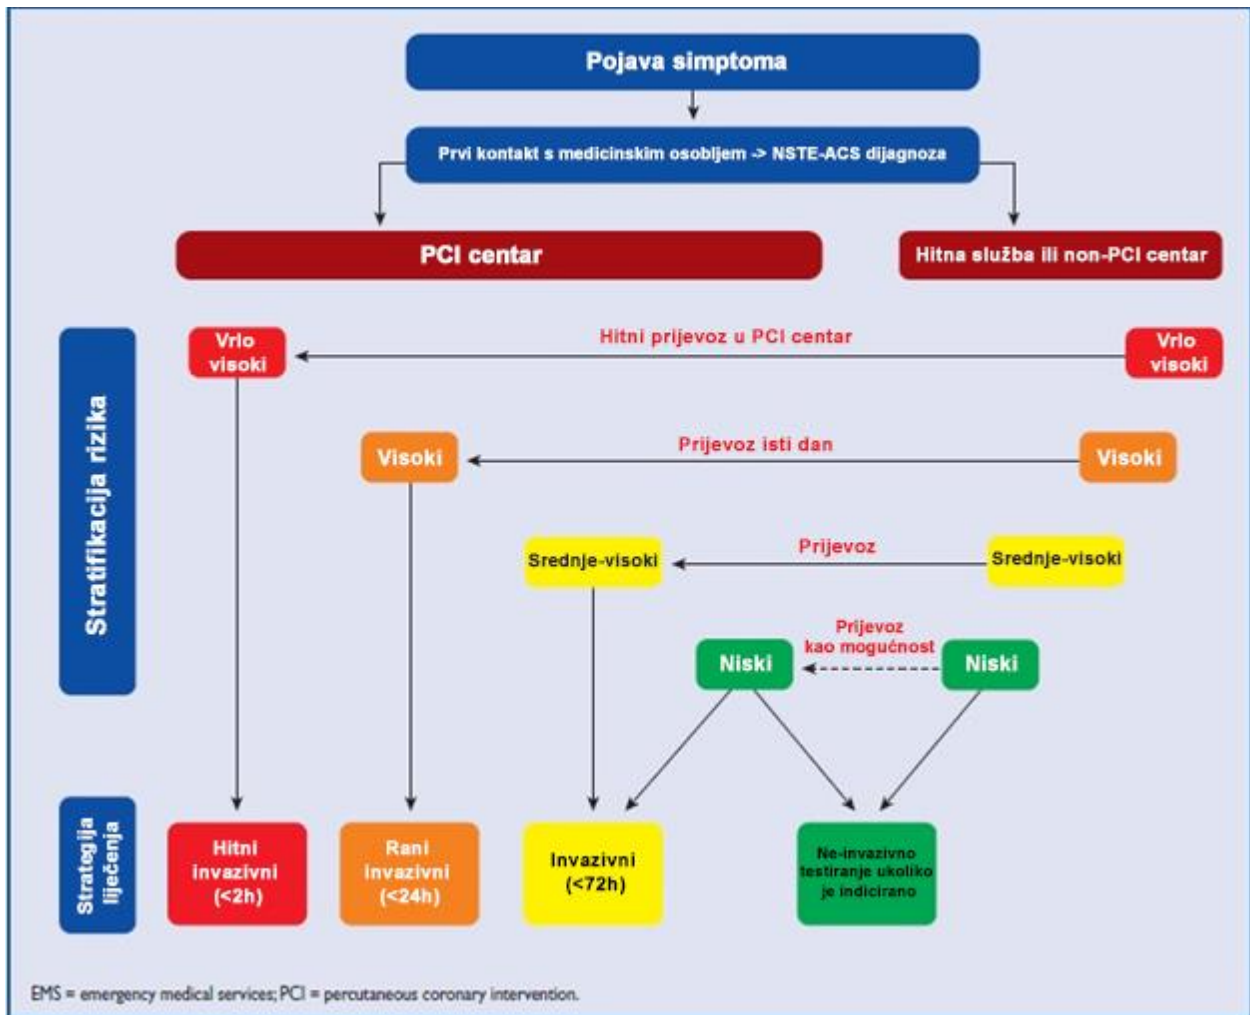 Pojava simptoma
Prvi kontakt s medicinskim osobljem -> NSTE-ACS dijagnoza
PCI centar
Hitna služba ili non-PCI centar
Stratifikacija rizika
Vrlo
visoki
Hitni prijevoz u PCI centar
Vrlo
visoki
Visoki
Prijevoz isti dan
Visoki
Srednje-visoki
Prijevoz
Srednje-visoki
Niski
Prijevoz
kao mogućnost
Niski
Strategija
liječenja
Hitni
invazivni
(<2h)
Rani
invazivni
(<24h)
Invazivni
(<72h)
Ne-invazivno
testiranje ukoliko
je indicirano
EMS = emergency medical services; PCI = percutaneous coronary intervention.